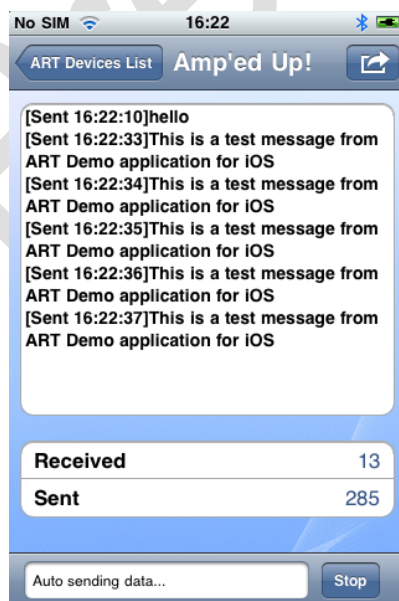 No SIM 16:22
ART Devices List Amp'ed Up!
[Sent 16:22:10]hello
[Sent 16:22:33]This is a test message from
ART Demo application for iOS
[Sent 16:22:34]This is a test message from
ART Demo application for iOS
[Sent 16:22:35]This is a test message from
ART Demo application for iOS
[Sent 16:22:36]This is a test message from
ART Demo application for iOS
[Sent 16:22:37]This is a test message from
ART Demo application for iOS
Received 13
Sent 285
Auto sending data... Stop